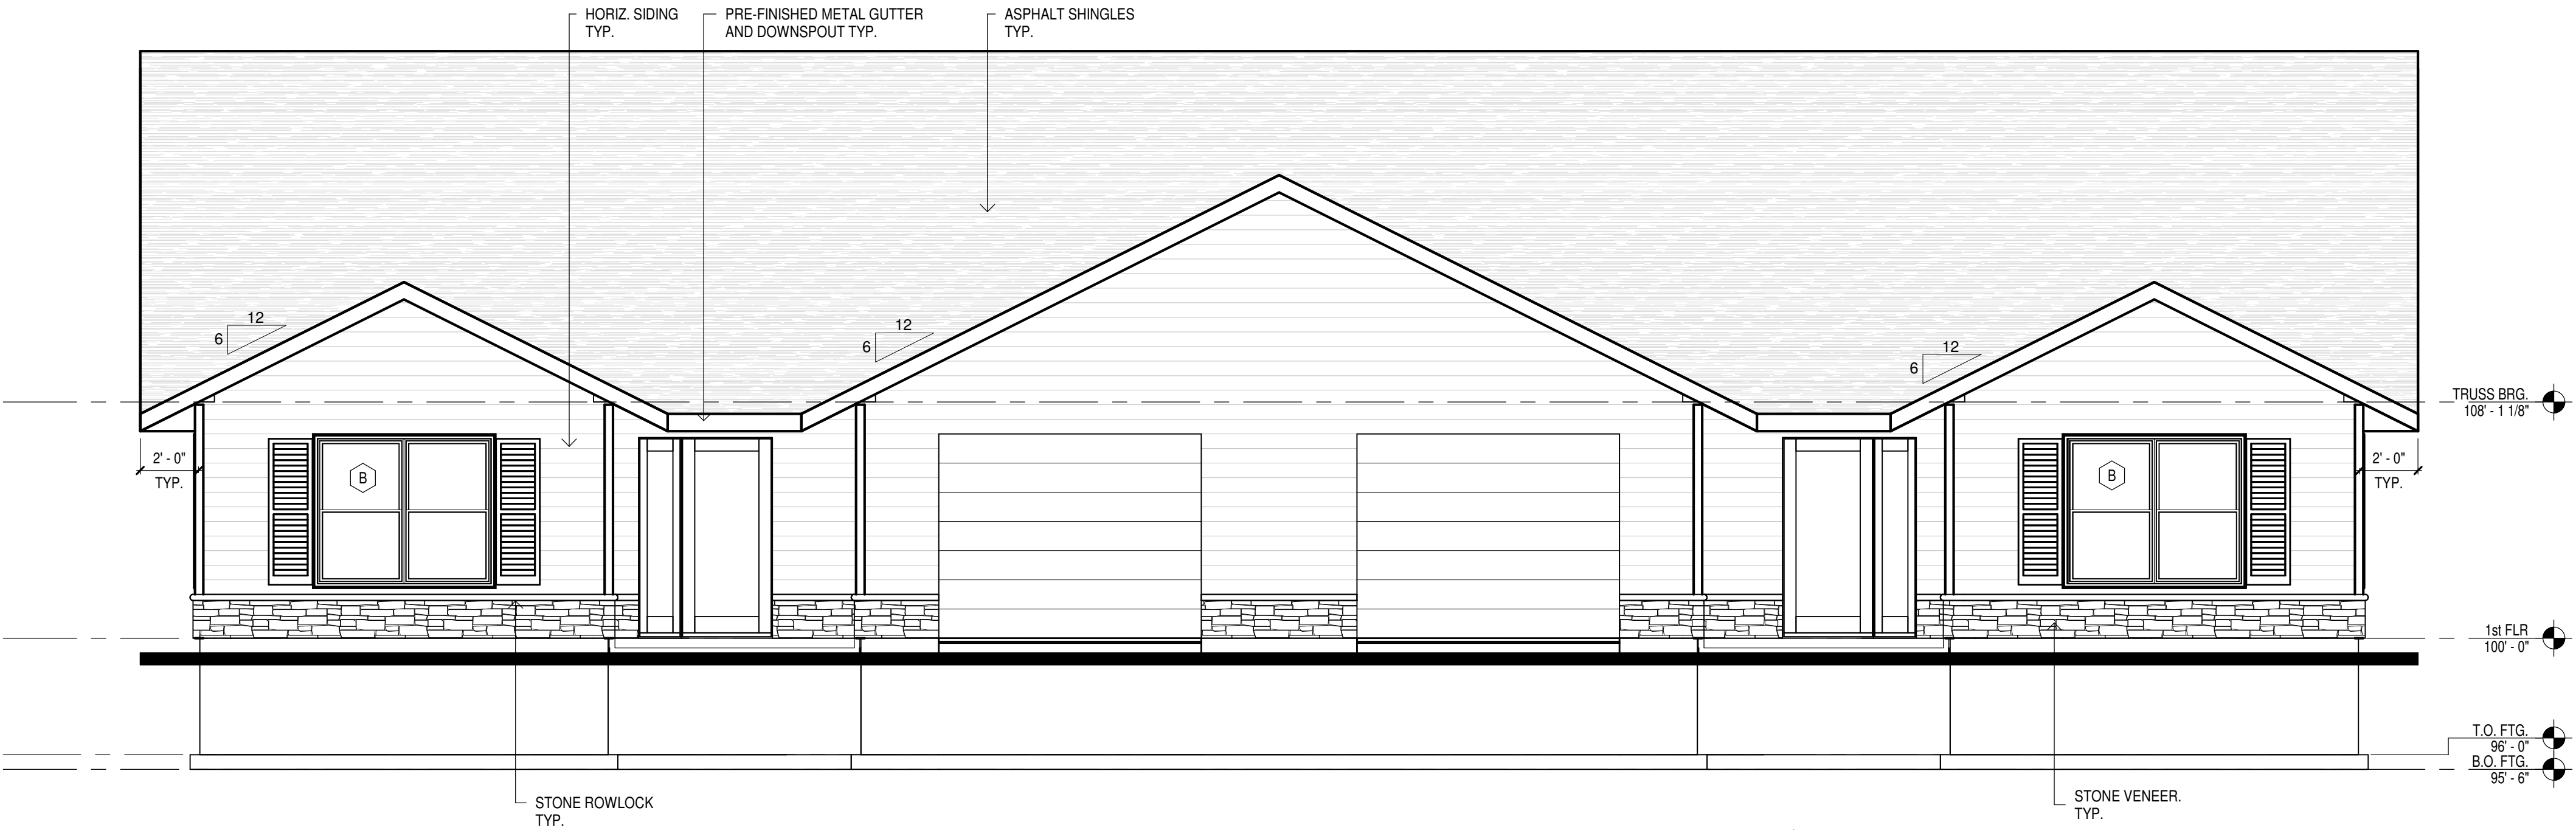 HORIZ. SIDING
TYP.
PRE-FINISHED METAL GUTTER
AND DOWNSPOUT TYP.
ASPHALT SHINGLES
TYP.
12
6
12
6
12
6
TRUSS BRG.
108' - 1 1/8"
2' - 0"
TYP.
B
B
2' - 0"
TYP.
1st FLR
100' - 0"
T.O. FTG.
96' - 0"
B.O. FTG.
95' - 6"
STONE ROWLOCK
TYP.
STONE VENEER.
TYP.